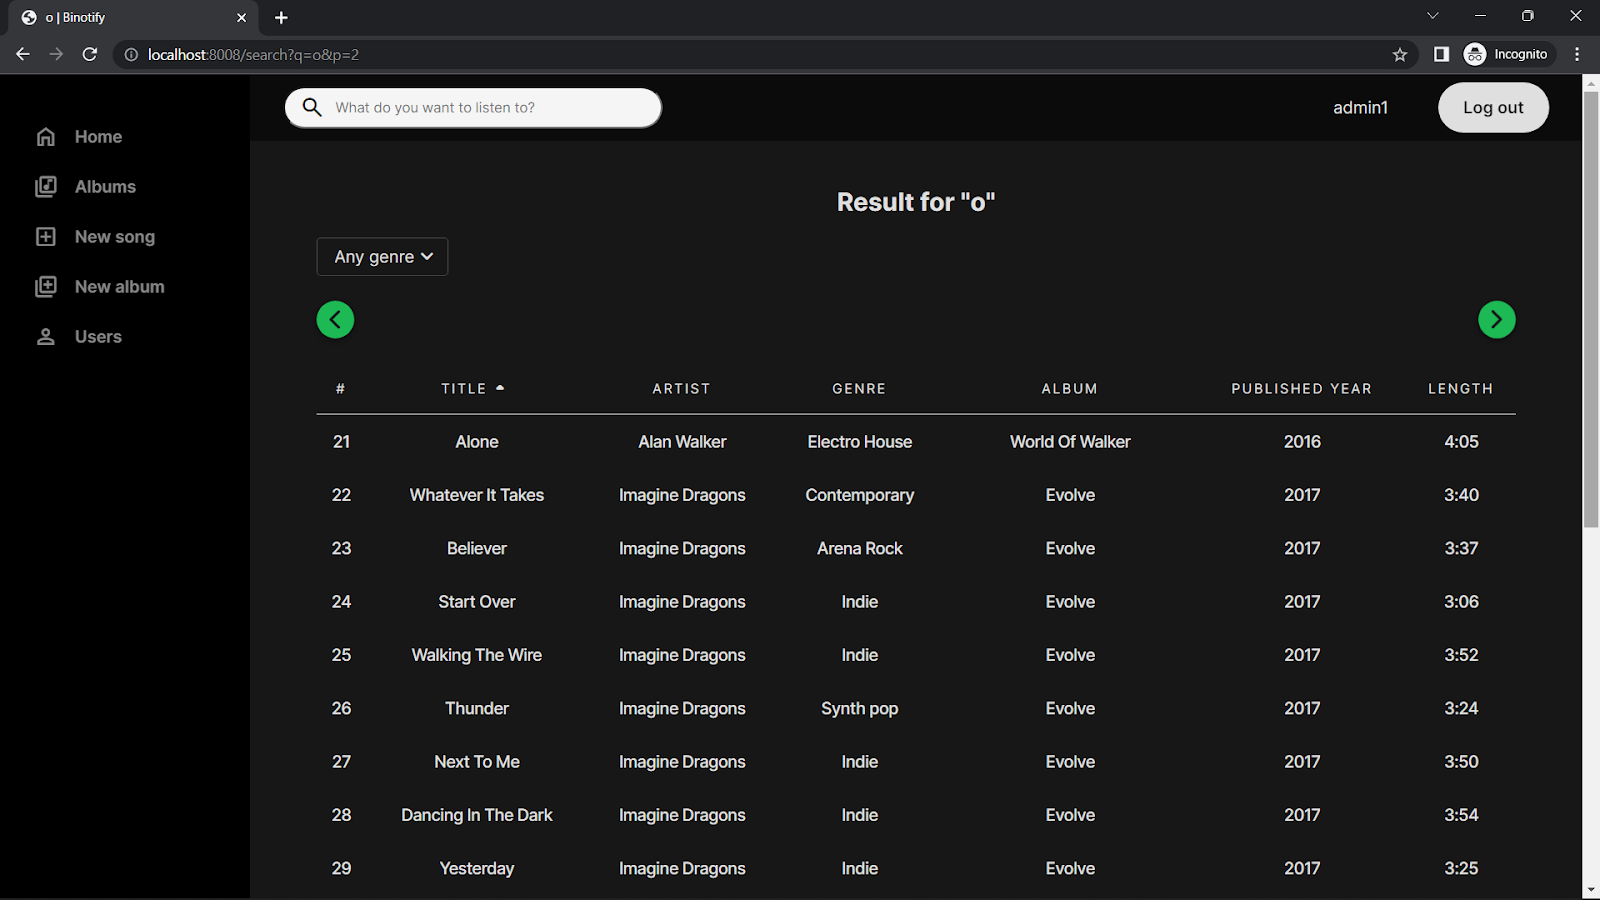 o | Binotify
localhost:8008/search?q=o&p=2
Incognito
What do you want to listen to?
admin1
Log out
Home
Albums
New song
New album
Users
Result for "o"
Any genre
# TITLE ARTIST GENRE ALBUM PUBLISHED YEAR LENGTH
21 Alone Alan Walker Electro House World Of Walker 2016 4:05
22 Whatever It Takes Imagine Dragons Contemporary Evolve 2017 3:40
23 Believer Imagine Dragons Arena Rock Evolve 2017 3:37
24 Start Over Imagine Dragons Indie Evolve 2017 3:06
25 Walking The Wire Imagine Dragons Indie Evolve 2017 3:52
26 Thunder Imagine Dragons Synth pop Evolve 2017 3:24
27 Next To Me Imagine Dragons Indie Evolve 2017 3:50
28 Dancing In The Dark Imagine Dragons Indie Evolve 2017 3:54
29 Yesterday Imagine Dragons Indie Evolve 2017 3:25